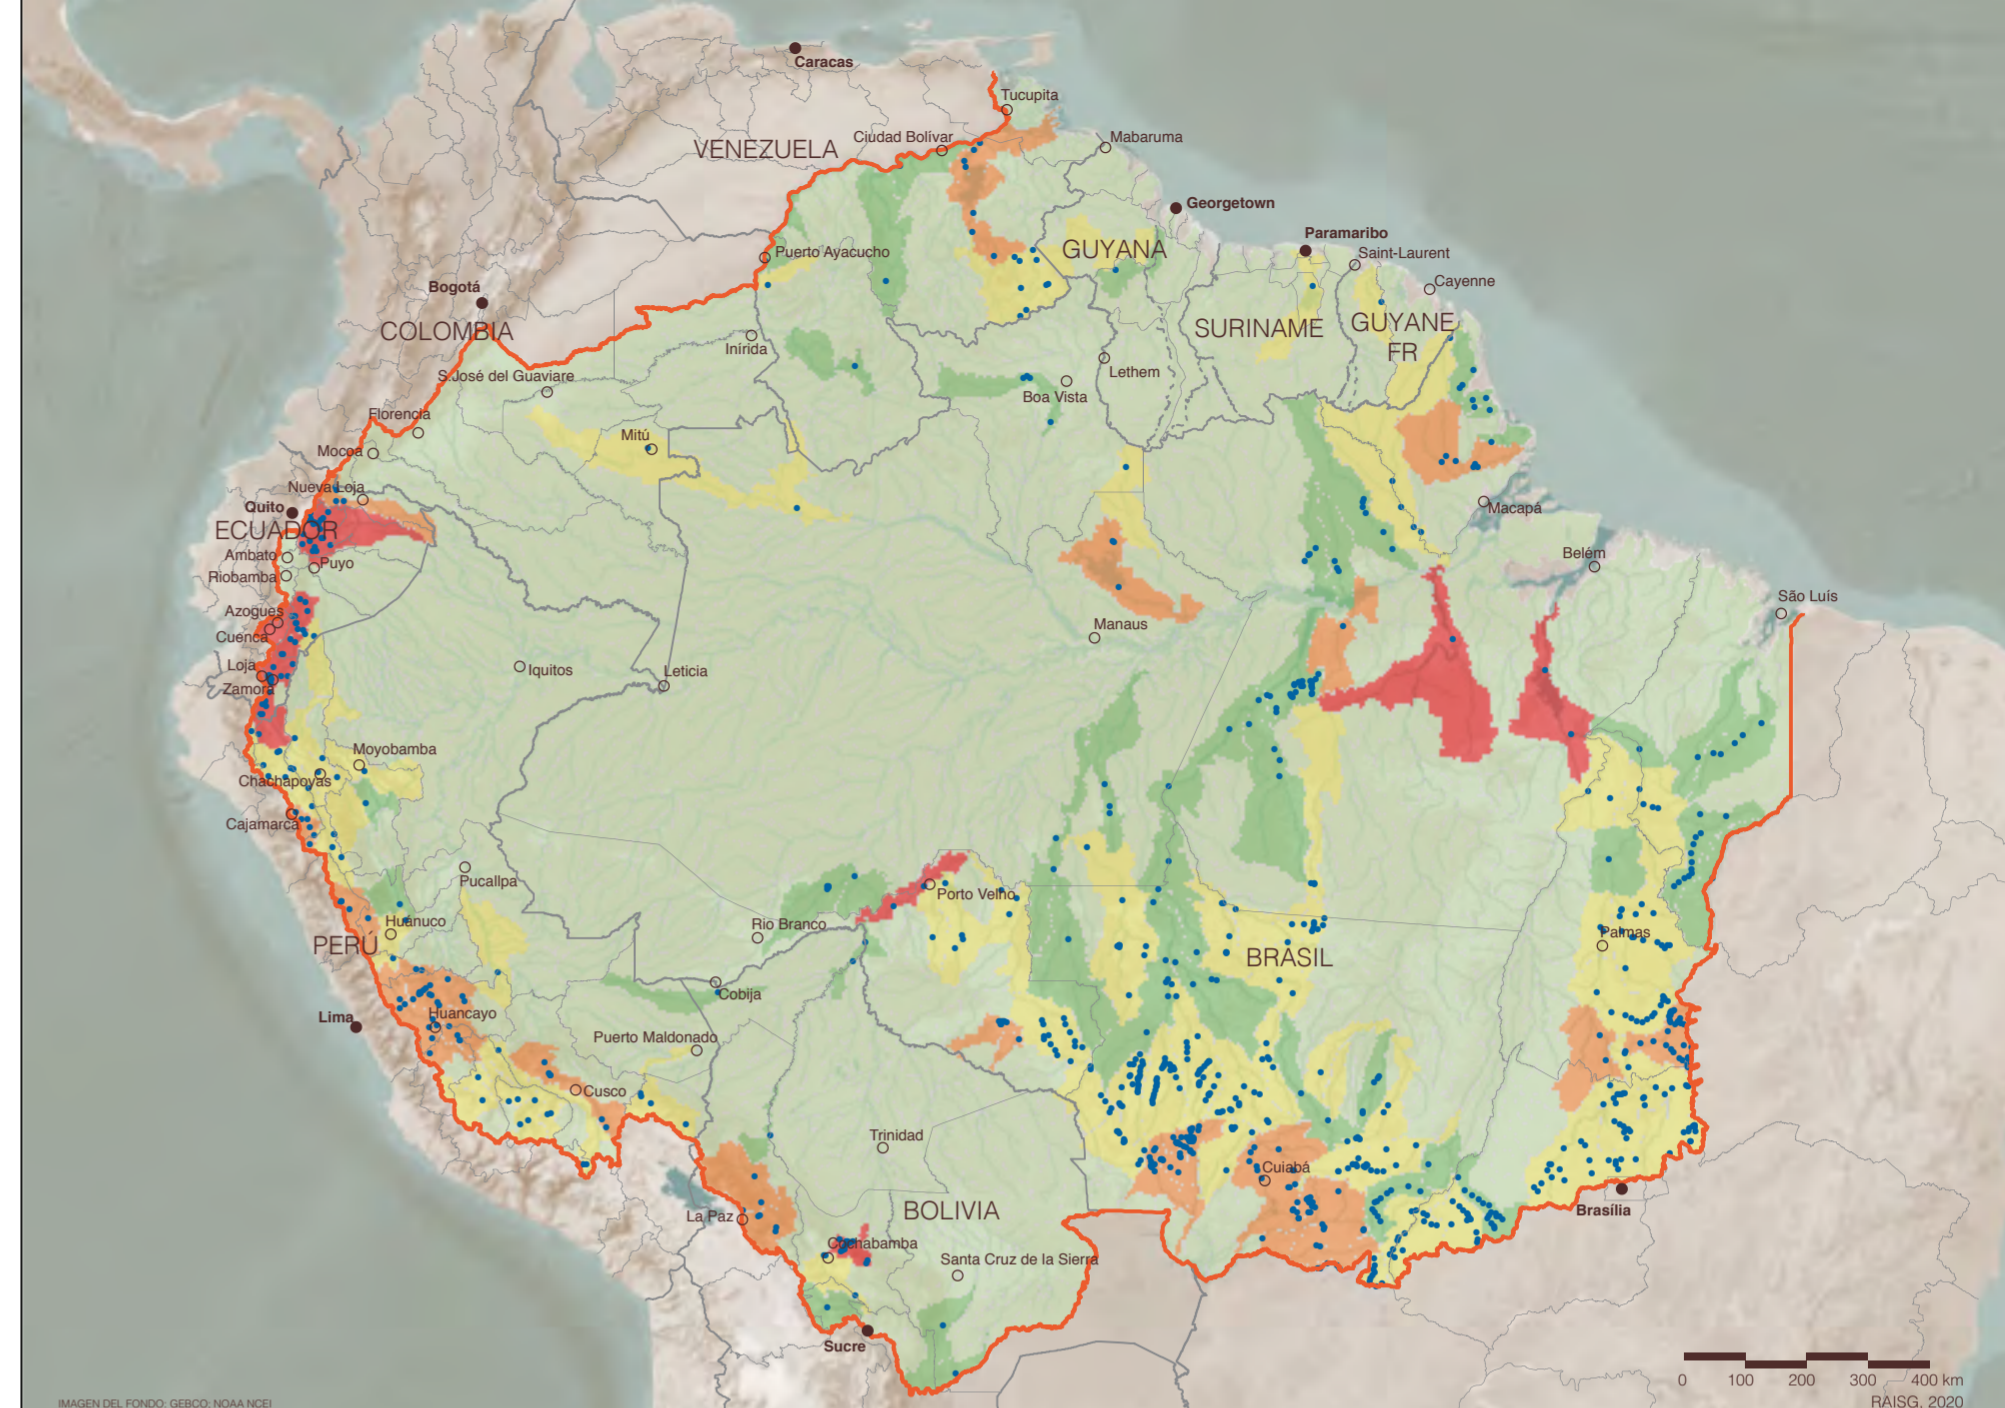 Caracas
Tucupita
VENEZUELA
Ciudad Bolívar
Mabaruma
Georgetown
Paramaribo
GUYANA
Puerto Ayacucho
Saint-Laurent
Cayenne
Bogotá
COLOMBIA
SURINAME
GUYANE
FR
Inírida
Lethem
S.José del Guaviare
Boa Vista
Florencia
Mitú
Mocoa
Nueva Loja
Quito
ECUADOR
Macapá
Ambato
Puyo
Belém
Riobamba
São Luís
Azogues
Cuenca
Manaus
Loja
Iquitos
Leticia
Zamora
Moyobamba
Chachapoyas
Cajamarca
Pucallpa
Porto Velho
Huánuco
Rio Branco
Palmas
PERÚ
BRASIL
Cobija
Lima
Huancayo
Puerto Maldonado
Cusco
Trinidad
Cuiabá
BOLIVIA
La Paz
Brasília
Cochabamba
Santa Cruz de la Sierra
Sucre
0 100 200 300 400 km
IMAGEN DEL FONDO: GEBCO; NOAA NCEI
RAISG, 2020